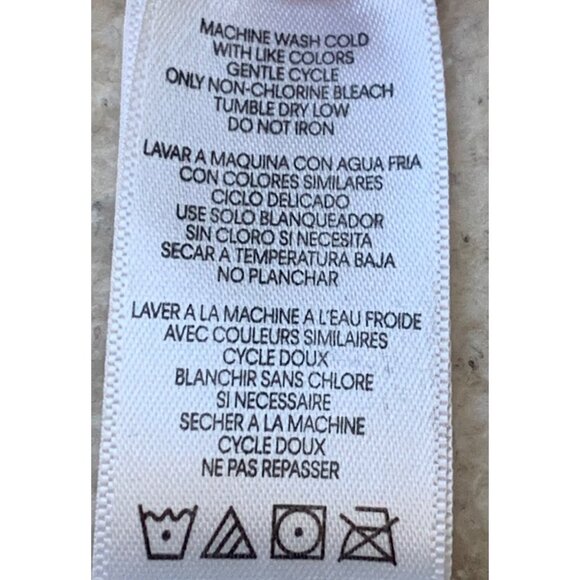 MACHINE WASH COLD
WITH LIKE COLORS
GENTLE CYCLE
ONLY NON-CHLORINE BLEACH
TUMBLE DRY LOW
DO NOT IRON
LAVAR A MAQUINA CON AGUA FRIA
CON COLORES SIMILARES
CICLO DELICADO
USE SOLO BLANQUEADOR
SIN CLORO SI NECESITA
SECAR A TEMPERATURA BAJA
NO PLANCHAR
LAVER A LA MACHINE A L'EAU FROIDE
AVEC COULEURS SIMILAIRES
CYCLE DOUX
BLANCHIR SANS CHLORE
SI NECESSAIRE
SECHER A LA MACHINE
CYCLE DOUX
NE PAS REPASSER